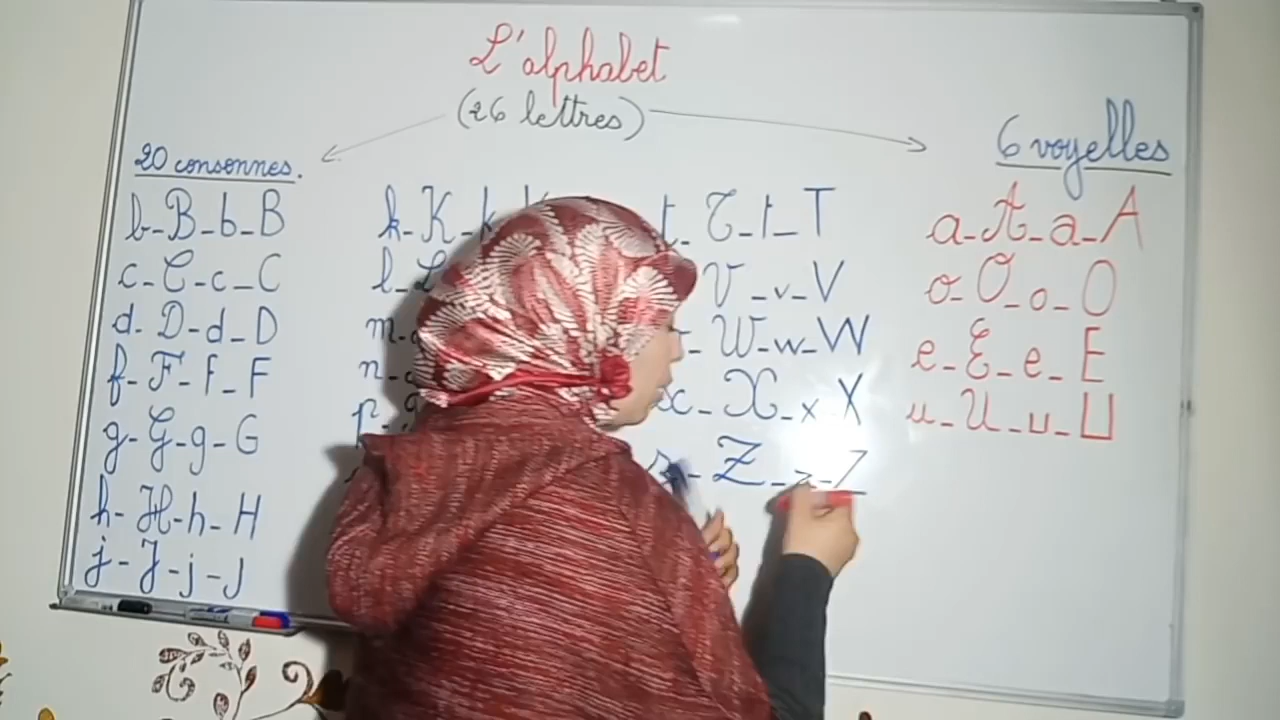 L'alphabet
(26 lettres)
20 consonnes.
b-B-b-B
c-C-c-C
d-D-d-D
f-F-f-F
g-G-g-G
h-H-h-H
j-J-j-J
k-K-k
l-L
m-
n-
p-
t-T-t-T
V-v-V
-W-w-W
x-X-x-X
z-Z-z-Z
6 voyelles
a-A-a-A
o-O-o-O
e-E-e-E
u-U-u-U